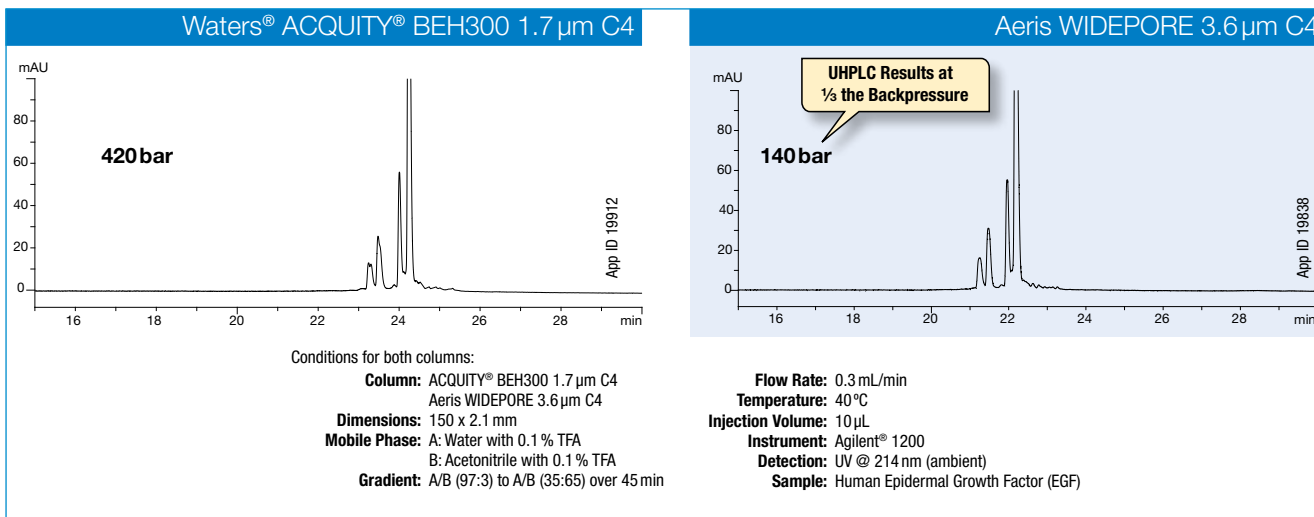 Waters® ACQUITY® BEH300 1.7 µm C4
mAU
80
60
40
20
0
420 bar
App ID 19912
16 18 20 22 24 26 28 min
Aeris WIDEPORE 3.6 µm C4
mAU
80
60
40
20
0
UHPLC Results at
⅓ the Backpressure
140 bar
App ID 19838
16 18 20 22 24 26 28 min
Conditions for both columns:
Column: ACQUITY® BEH300 1.7 µm C4
Aeris WIDEPORE 3.6 µm C4
Dimensions: 150 x 2.1 mm
Mobile Phase: A: Water with 0.1 % TFA
B: Acetonitrile with 0.1 % TFA
Gradient: A/B (97:3) to A/B (35:65) over 45 min
Flow Rate: 0.3 mL/min
Temperature: 40 ºC
Injection Volume: 10 µL
Instrument: Agilent® 1200
Detection: UV @ 214 nm (ambient)
Sample: Human Epidermal Growth Factor (EGF)